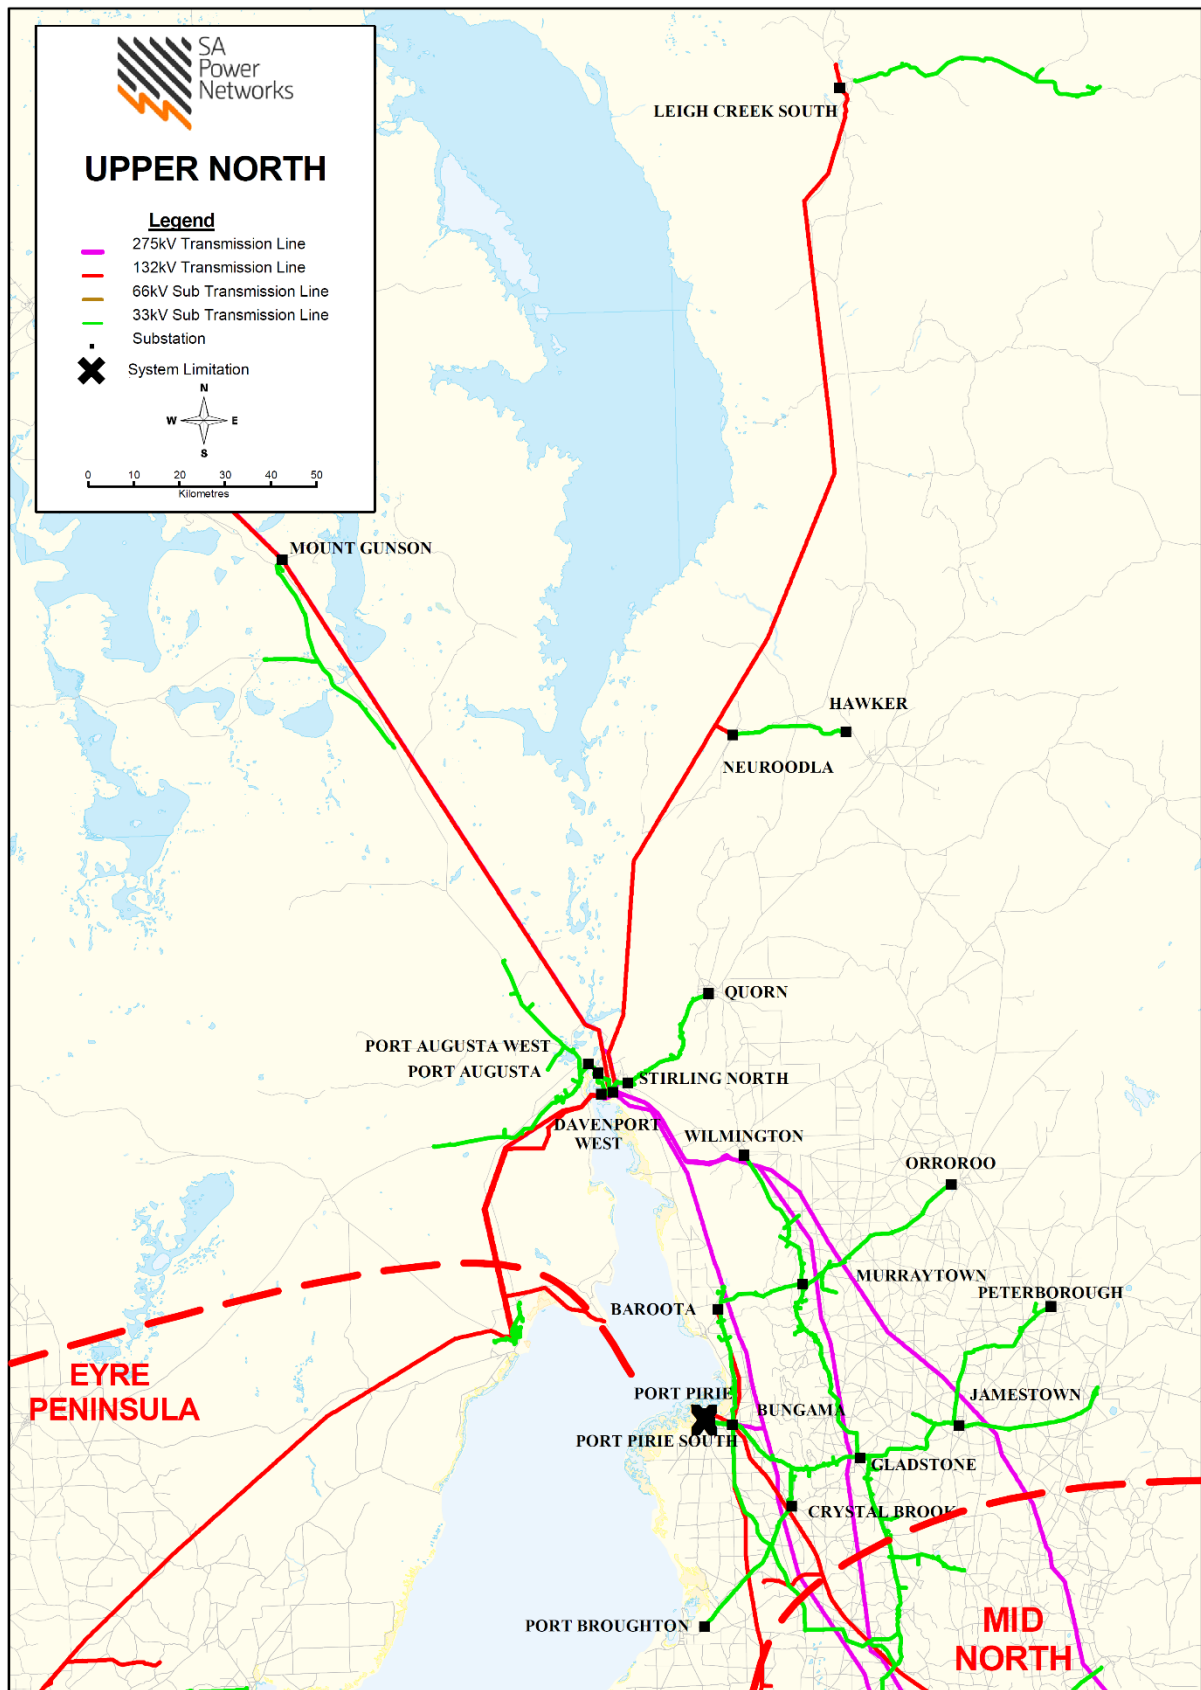 SA
Power
Networks
UPPER NORTH
Legend
275kV Transmission Line
132kV Transmission Line
66kV Sub Transmission Line
33kV Sub Transmission Line
Substation
System Limitation
N
W E
S
0 10 20 30 40 50
Kilometres
LEIGH CREEK SOUTH
MOUNT GUNSON
HAWKER
NEUROODLA
QUORN
PORT AUGUSTA WEST
PORT AUGUSTA
STIRLING NORTH
DAVENPORT
WEST
WILMINGTON
ORROROO
MURRAYTOWN
PETERBOROUGH
BAROOTA
EYRE
PENINSULA
PORT PIRIE
JAMESTOWN
BUNGAMA
PORT PIRIE SOUTH
GLADSTONE
CRYSTAL BROOK
PORT BROUGHTON
MID
NORTH